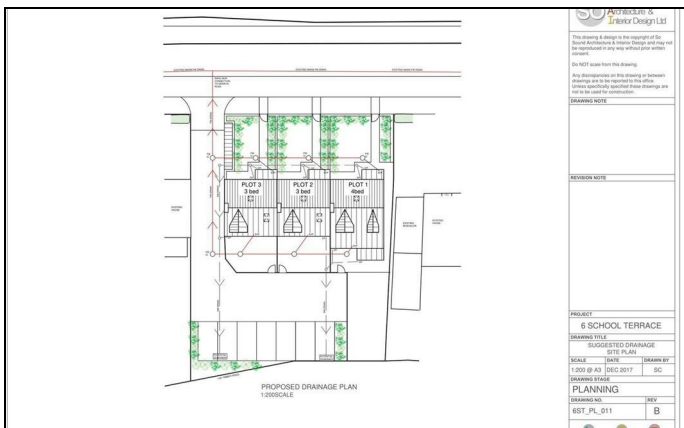 Architecture &
Interior Design Ltd
This drawing & design is the copyright of So
Sound Architecture & Interior Design and may not
be reproduced in any way without prior written
consent.
Do NOT scale from this drawing.
Any discrepancies on this drawing or between
drawings are to be reported to this
office.
Unless specifically specified these drawings are
not to be used for construction.
DRAWING NOTE
REVISION NOTE
PLOT 3
3 bed
PLOT 2
3 bed
PLOT 1
4bed
PROPOSED DRAINAGE PLAN
1:200SCALE
PROJECT
6 SCHOOL TERRACE
DRAWING TITLE
SUGGESTED DRAINAGE
SITE PLAN
SCALE DATE DRAWN BY
1:200 @ A3 DEC 2017 SC
DRAWING STAGE
PLANNING
DRAWING NO. REV
6ST_PL_011 B